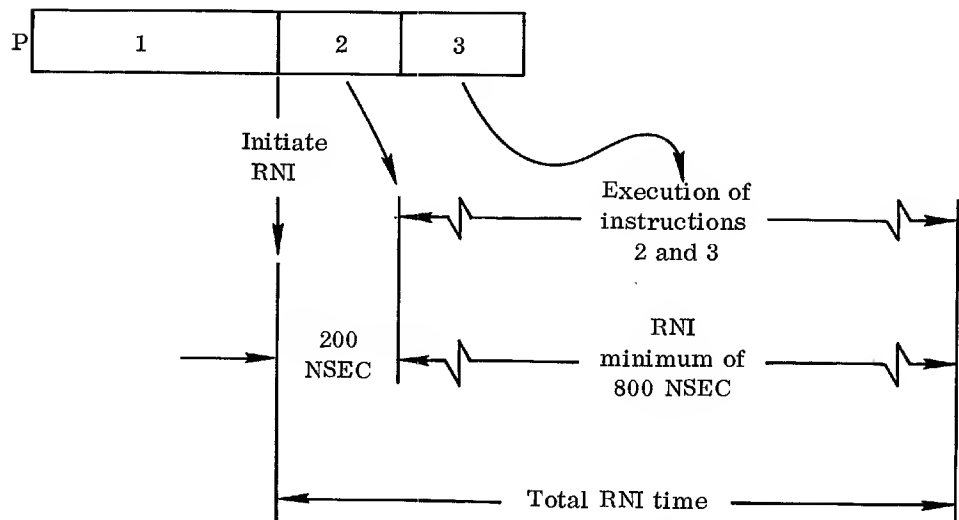 P 1 2 3
Initiate
RNI
Execution of
instructions
2 and 3
200
NSEC
RNI
minimum of
800 NSEC
Total RNI time